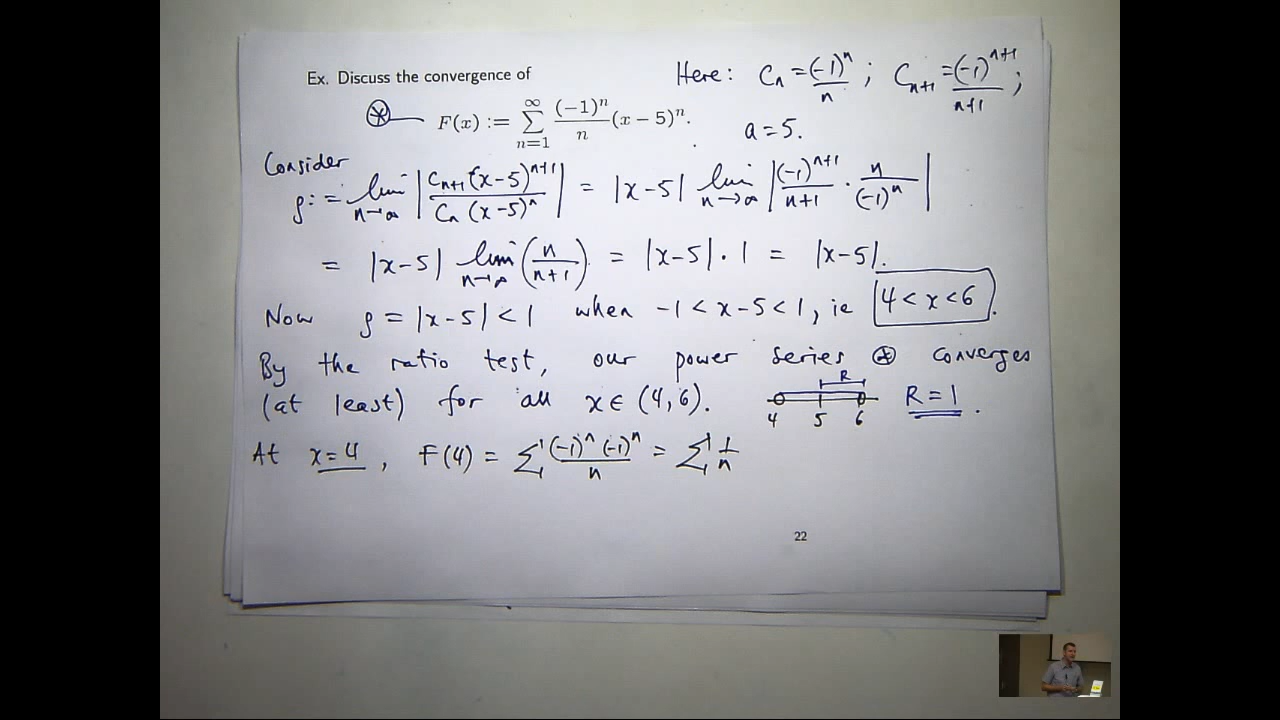 Ex. Discuss the convergence of
Here: Cₙ = (-1)ⁿ/n ; Cₙ₊₁ = (-1)ⁿ⁺¹/(n+1) ;
⊛— F(x) := ∑_{n=1}^{∞} (-1)ⁿ/n (x − 5)ⁿ.
a = 5.
Consider
ρ := lim_{n→∞} |Cₙ₊₁ (x-5)ⁿ⁺¹ / Cₙ (x-5)ⁿ| = |x-5| lim_{n→∞} |(-1)ⁿ⁺¹/(n+1) · n/(-1)ⁿ|
= |x-5| lim_{n→∞} (n/(n+1)) = |x-5| · 1 = |x-5|.
Now ρ = |x-5| < 1 when -1 < x-5 < 1, ie 4 < x < 6.
By the ratio test, our power series ⊛ converges
(at least) for all x ∈ (4, 6).
R
4 5 6
R = 1.
At x = 4, F(4) = ∑₁ (-1)ⁿ (-1)ⁿ/n = ∑₁ 1/n
22